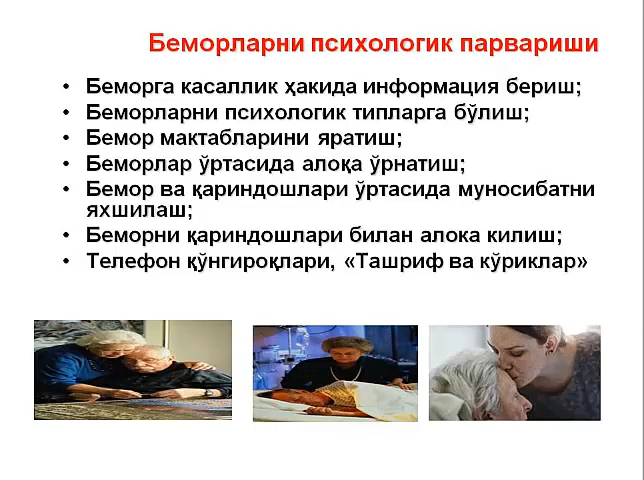 Беморларни психологик парвариши
• Беморга касаллик ҳакида информация бериш;
• Беморларни психологик типларга бўлиш;
• Бемор мактабларини яратиш;
• Беморлар ўртасида алоқа ўрнатиш;
• Бемор ва қариндошлари ўртасида муносибатни
яхшилаш;
• Беморни қариндошлари билан алока килиш;
• Телефон қўнгироқлари, «Ташриф ва кўриклар»